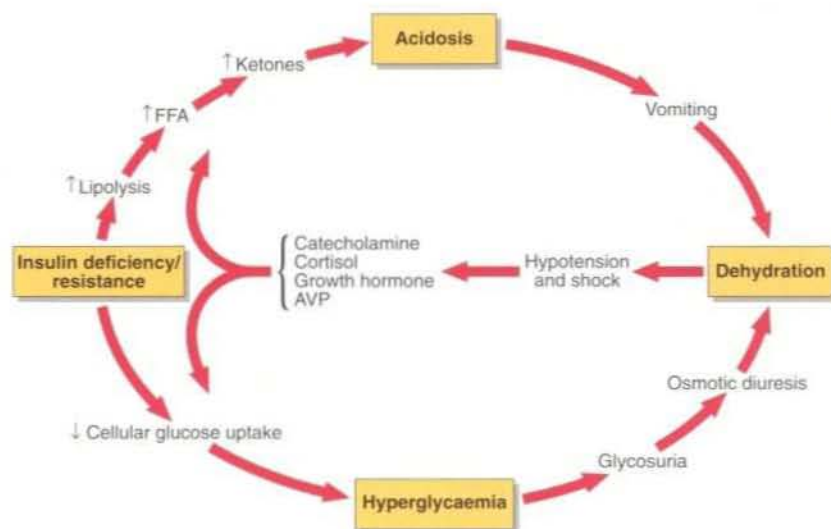 Acidosis
↑Ketones
↑FFA
Vomiting
↑Lipolysis
Insulin deficiency/
resistance
Catecholamine
Cortisol
Growth hormone
AVP
Hypotension
and shock
Dehydration
Osmotic diuresis
↓ Cellular glucose uptake
Glycosuria
Hyperglycaemia